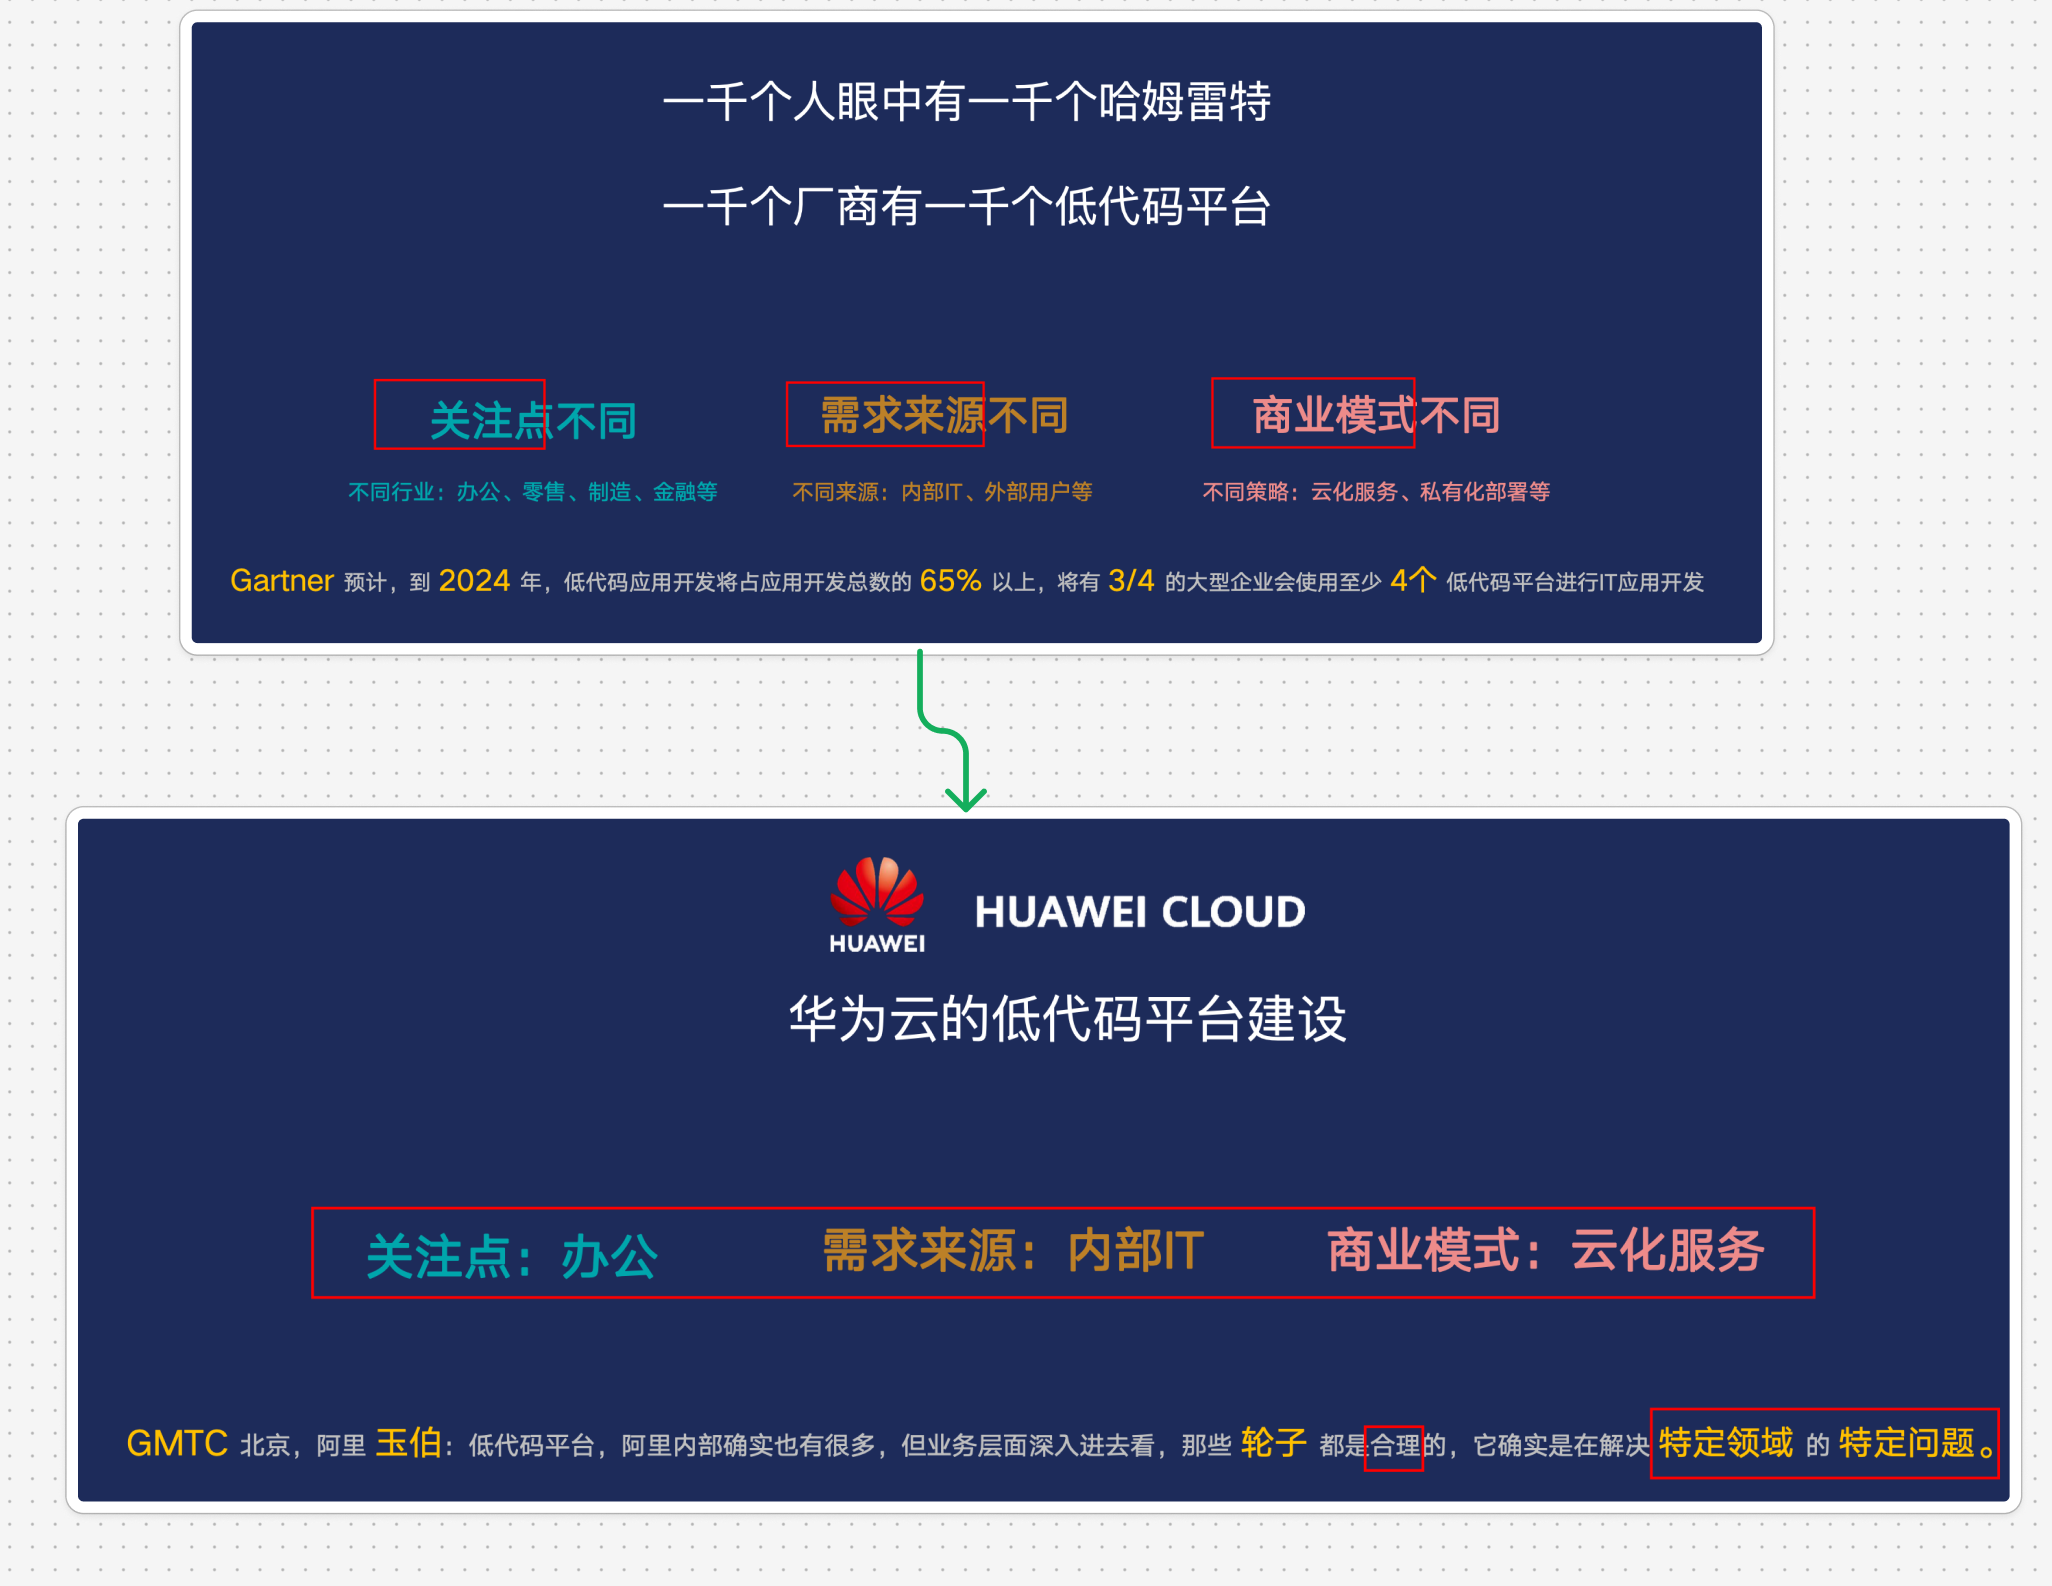 一千个人眼中有一千个哈姆雷特
一千个厂商有一千个低代码平台
关注点不同
需求来源不同
商业模式不同
不同行业：办公、零售、制造、金融等
不同来源：内部IT、外部用户等
不同策略：云化服务、私有化部署等
Gartner 预计，到 2024 年，低代码应用开发将占应用开发总数的 65% 以上，将有 3/4 的大型企业会使用至少 4个 低代码平台进行IT应用开发
HUAWEI
HUAWEI CLOUD
华为云的低代码平台建设
关注点：办公
需求来源：内部IT
商业模式：云化服务
GMTC 北京，阿里 玉伯：低代码平台，阿里内部确实也有很多，但业务层面深入进去看，那些 轮子 都是合理的，它确实是在解决 特定领域 的 特定问题。